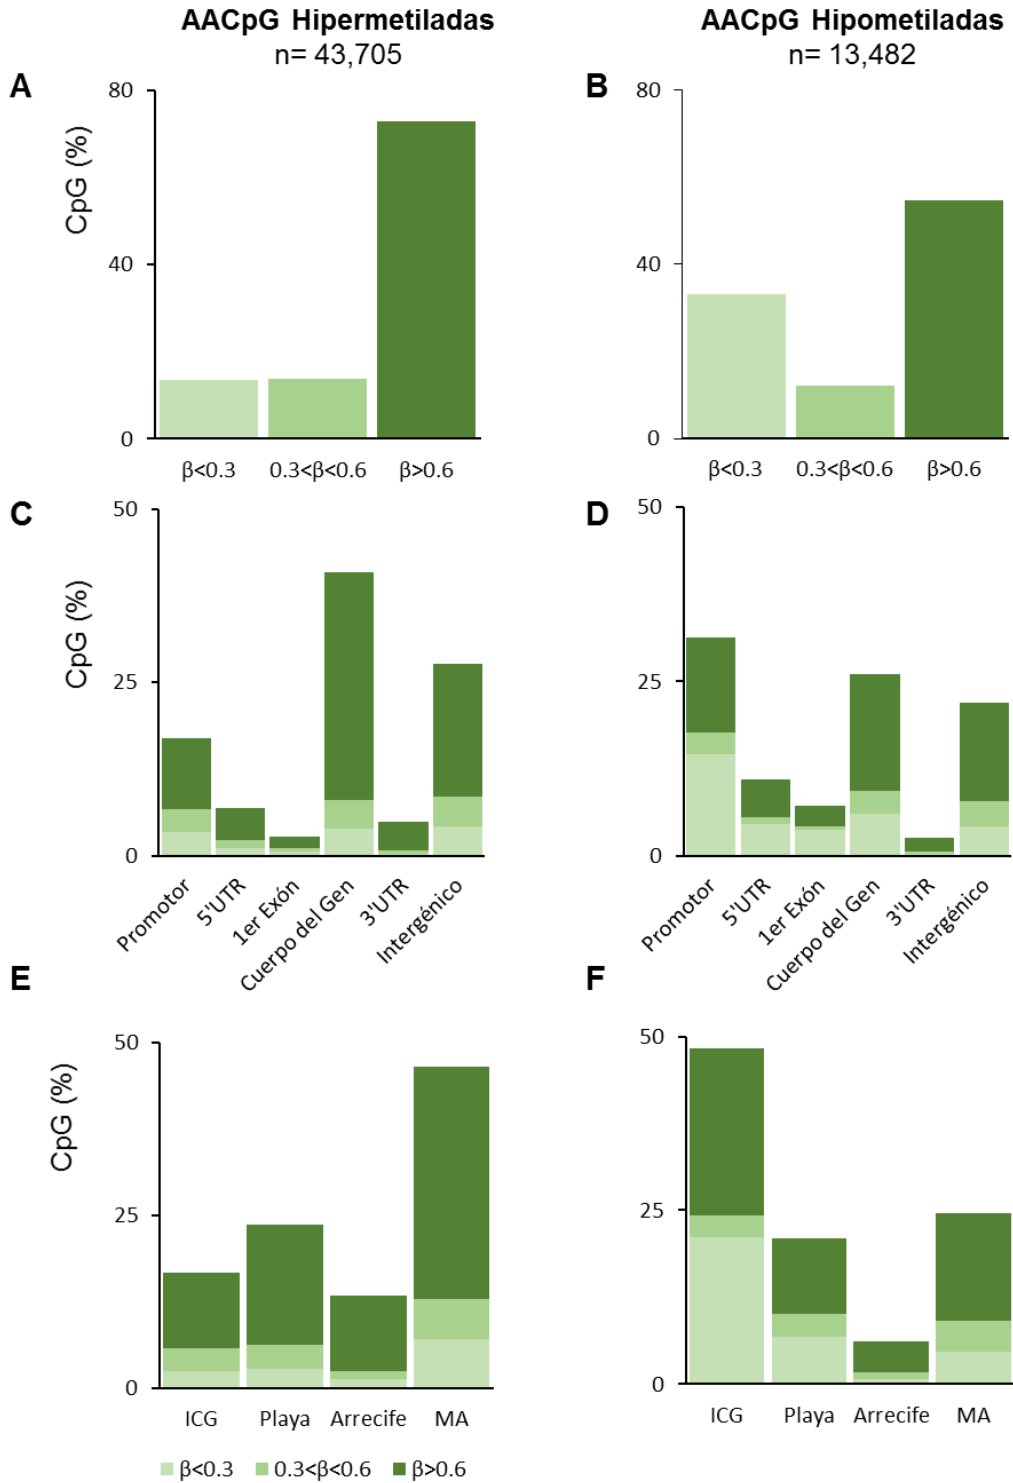 AACpG Hipermetiladas
n= 43,705
AACpG Hipometiladas
n= 13,482
A
CpG (%)
80
40
0
β<0.3
0.3<β<0.6
β>0.6
B
80
40
0
β<0.3
0.3<β<0.6
β>0.6
C
CpG (%)
50
25
0
Promotor
5'UTR
1er Exón
Cuerpo del Gen
3'UTR
Intergénico
D
50
25
0
Promotor
5'UTR
1er Exón
Cuerpo del Gen
3'UTR
Intergénico
E
CpG (%)
50
25
0
ICG
Playa
Arrecife
MA
F
50
25
0
ICG
Playa
Arrecife
MA
β<0.3
0.3<β<0.6
β>0.6